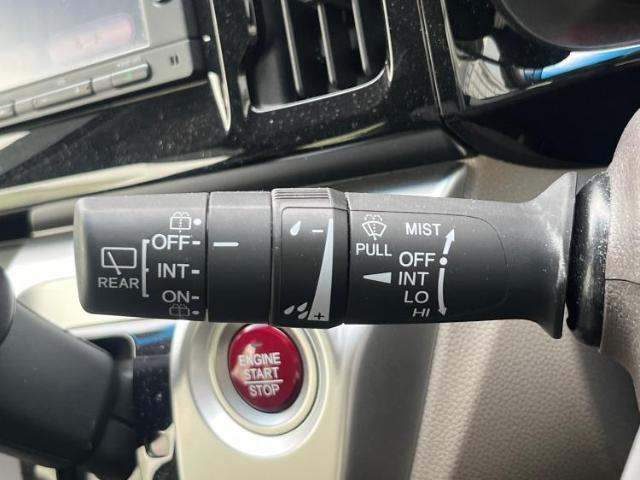 OFF
INT
REAR
ON
- 
+
PULL
MIST
OFF
INT
LO
HI
ENGINE
START
STOP